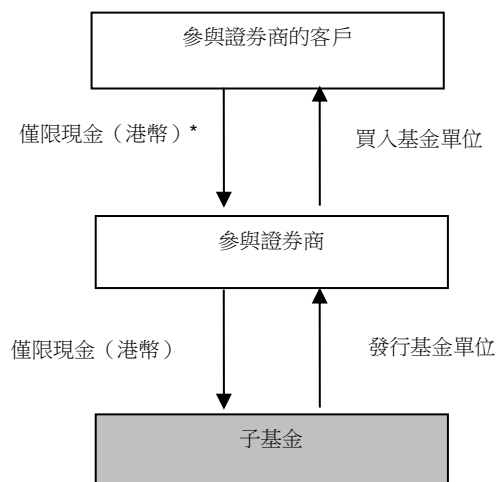 參與證券商的客戶
僅限現金（港幣）*
買入基金單位
參與證券商
僅限現金（港幣）
發行基金單位
子基金